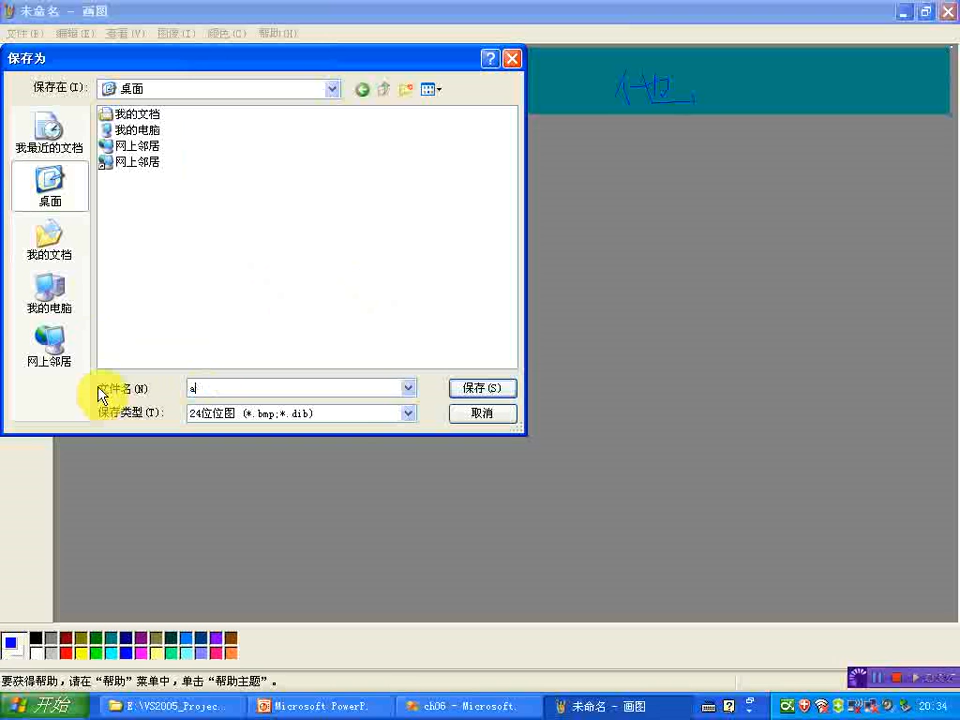 未命名 - 画图
文件(F) 编辑(E) 查看(V) 图像(I) 颜色(C) 帮助(H)
保存为
保存在(I): 桌面
我的文档
我的电脑
网上邻居
网上邻居
我最近的文档
桌面
我的文档
我的电脑
网上邻居
文件名(N) a 保存(S)
保存类型(T): 24位位图 (*.bmp;*.dib) 取消
要获得帮助,请在“帮助”菜单中,单击“帮助主题”。
开始 E:\VS2005_Projec... Microsoft PowerP. ch06 - Microsoft. 未命名 - 画图 20:34